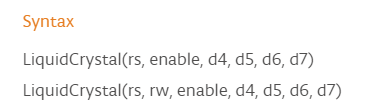 Syntax
LiquidCrystal(rs, enable, d4, d5, d6, d7)
LiquidCrystal(rs, rw, enable, d4, d5, d6, d7)